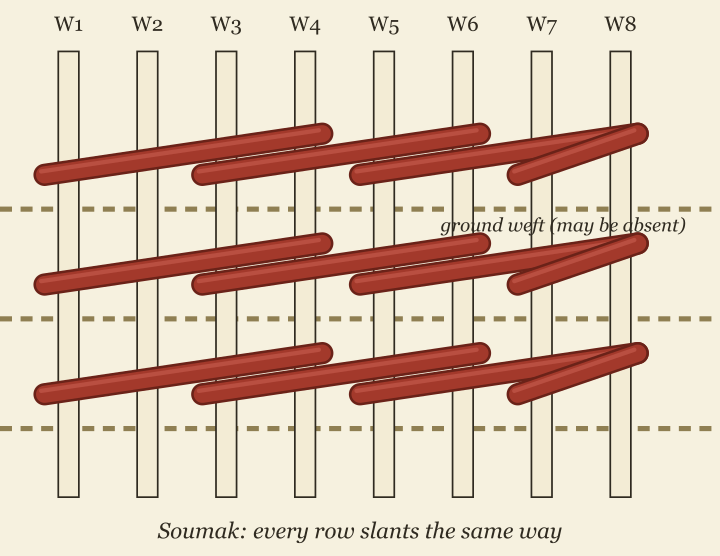 W1 W2 W3 W4 W5 W6 W7 W8
ground weft (may be absent)
Soumak: every row slants the same way